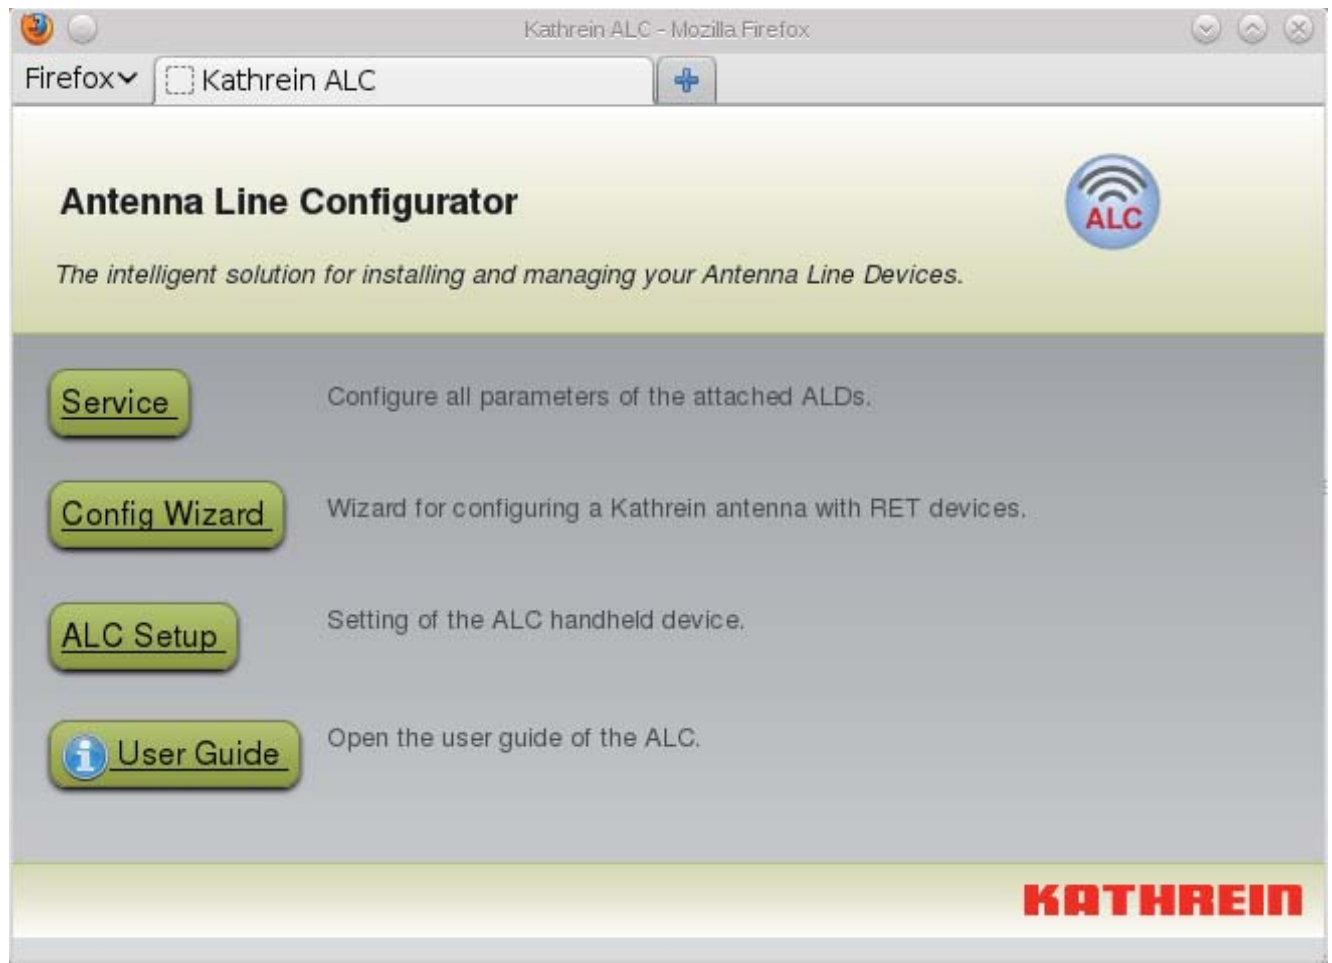 Kathrein ALC - Mozilla Firefox
Firefox
Kathrein ALC
Antenna Line Configurator
ALC
The intelligent solution for installing and managing your Antenna Line Devices.
Service
Configure all parameters of the attached ALDs.
Config Wizard
Wizard for configuring a Kathrein antenna with RET devices.
ALC Setup
Setting of the ALC handheld device.
User Guide
Open the user guide of the ALC.
KATHREIN